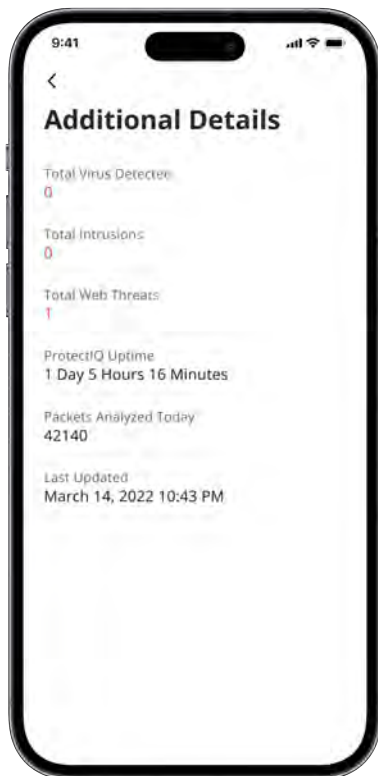 9:41
Additional Details
Total Virus Detected
0
Total Intrusions
0
Total Web Threats
1
ProtectIQ Uptime
1 Day 5 Hours 16 Minutes
Packets Analyzed Today
42140
Last Updated
March 14, 2022 10:43 PM